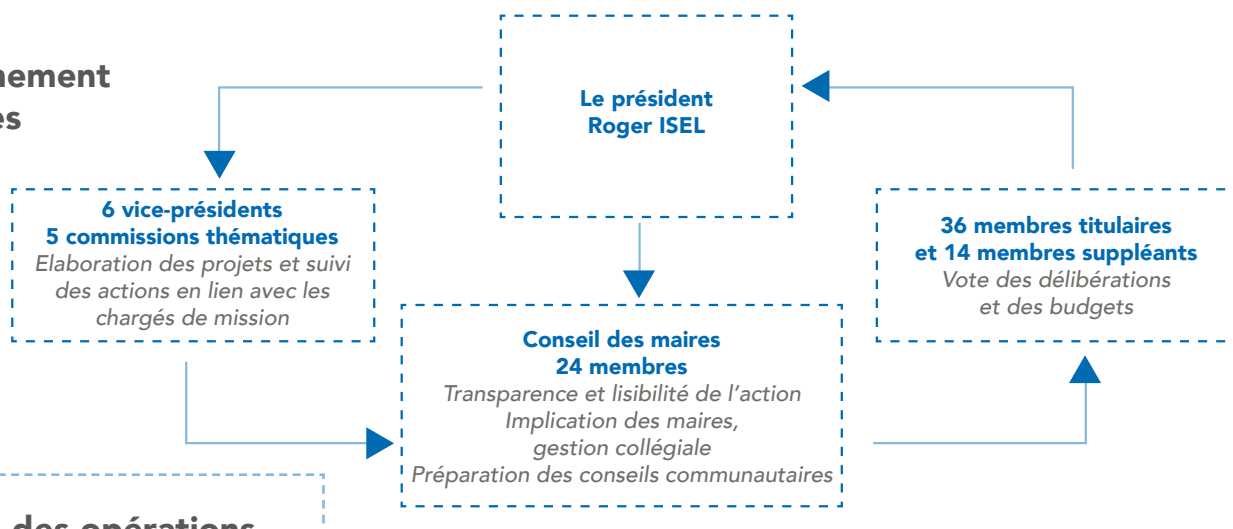 Le président
Roger ISEL
6 vice-présidents
5 commissions thématiques
Elaboration des projets et suivi
des actions en lien avec les
chargés de mission
Conseil des maires
24 membres
Transparence et lisibilité de l'action
Implication des maires,
gestion collégiale
Préparation des conseils communautaires
36 membres titulaires
et 14 membres suppléants
Vote des délibérations
et des budgets
des opérations